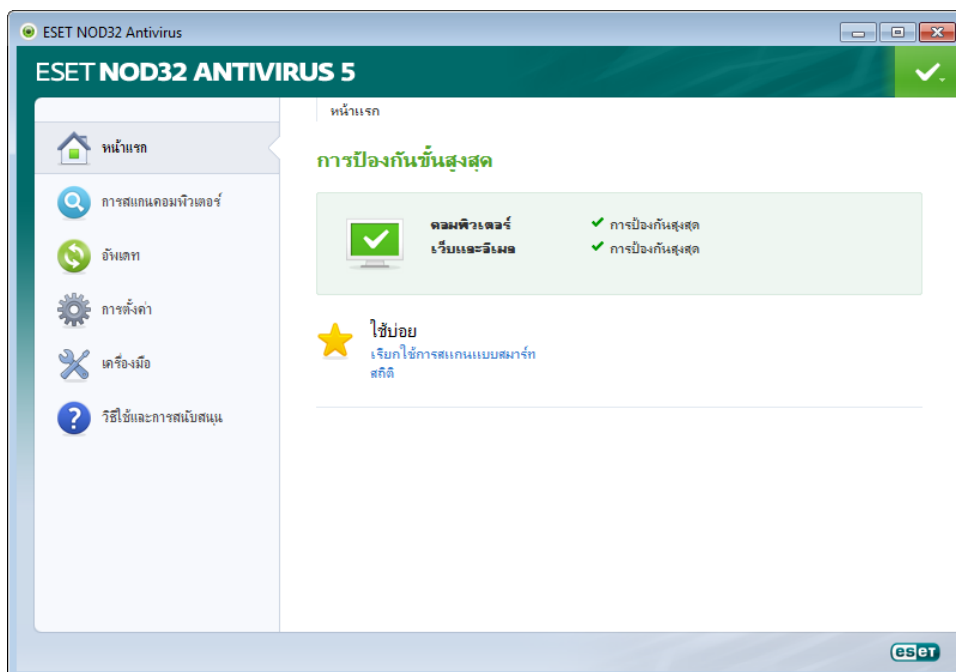 ESET NOD32 Antivirus
ESET NOD32 ANTIVIRUS 5
หน้าแรก
หน้าแรก
การสแกนคอมพิวเตอร์
อัพเดท
การตั้งค่า
เครื่องมือ
วิธีใช้และการสนับสนุน
การป้องกันขั้นสูงสุด
คอมพิวเตอร์ การป้องกันสูงสุด
เว็บและอีเมล การป้องกันสูงสุด
ใช้บ่อย
เรียกใช้การสแกนแบบสมาร์ท
สถิติ
eset